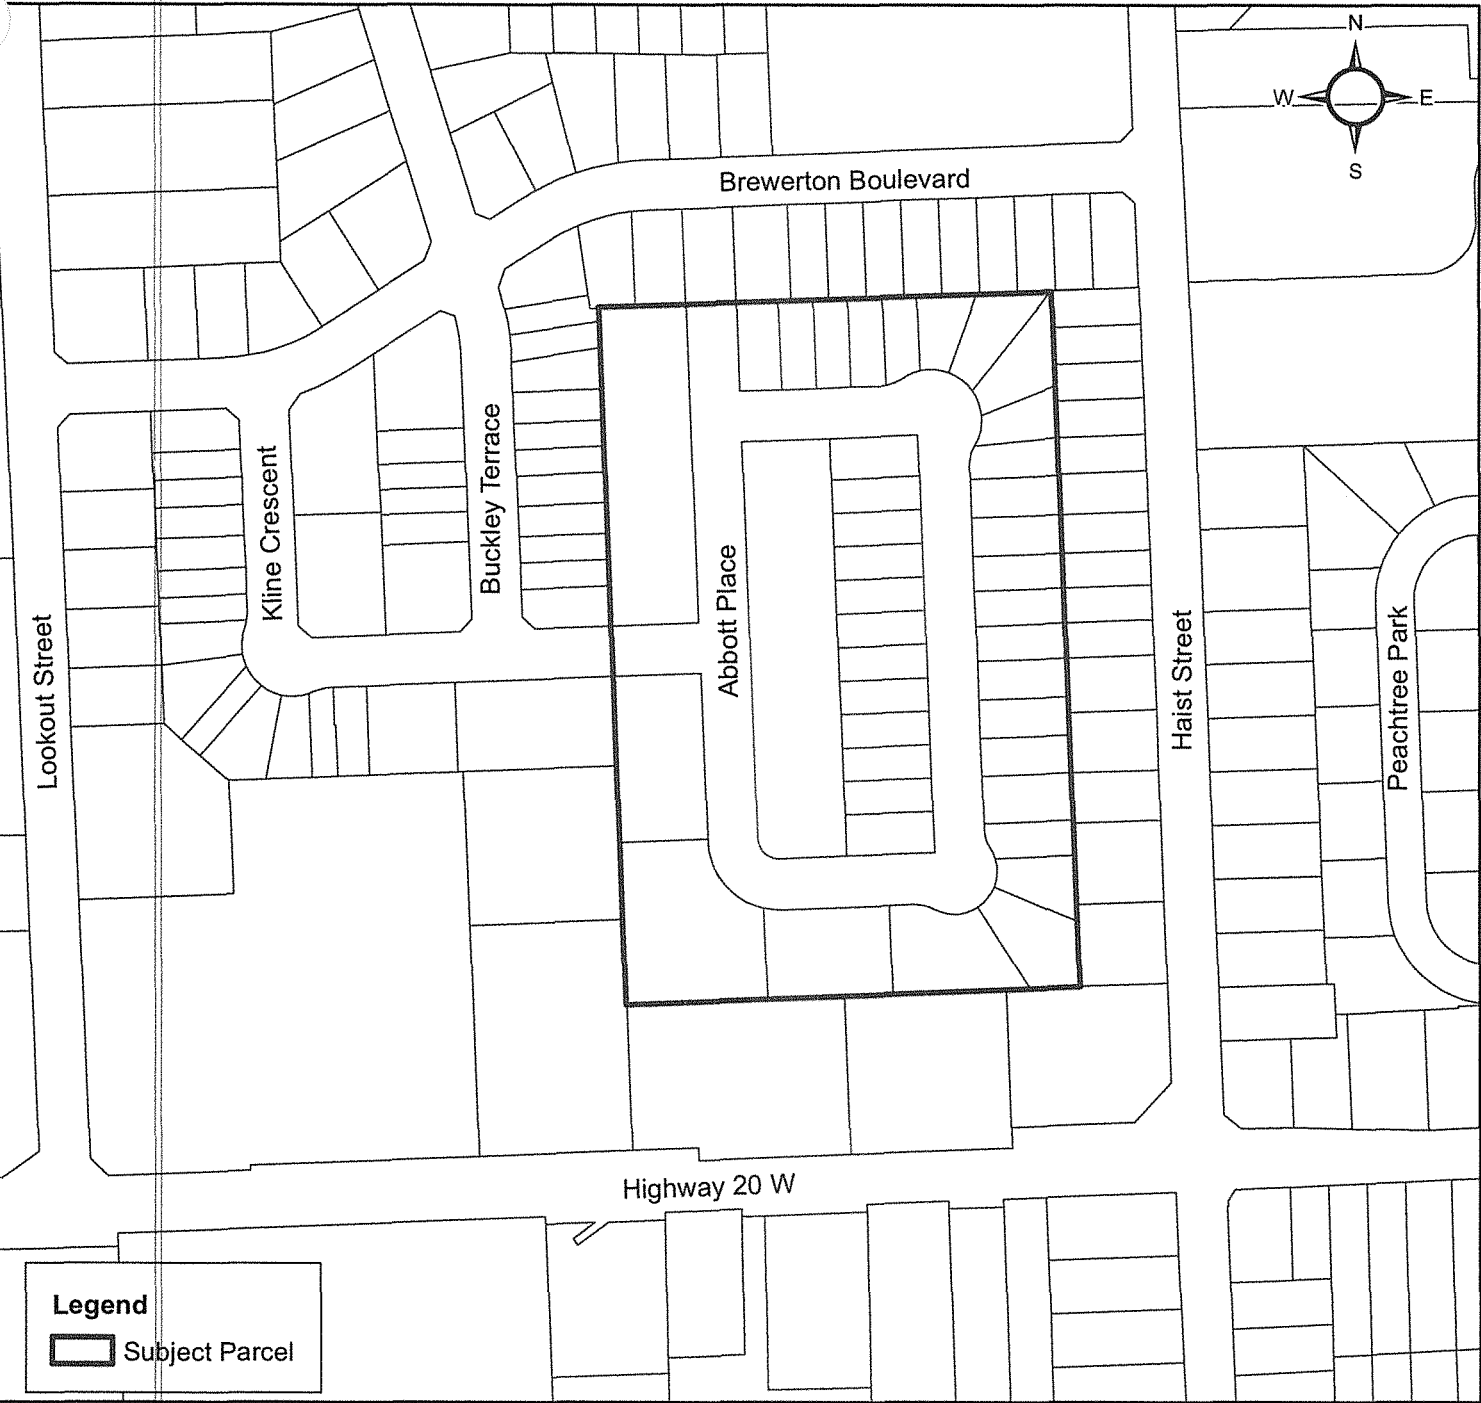 N
W E
S
Brewerton Boulevard
Kline Crescent
Buckley Terrace
Abbott Place
Lookout Street
Haist Street
Peachtree Park
Highway 20 W
Legend
Subject Parcel